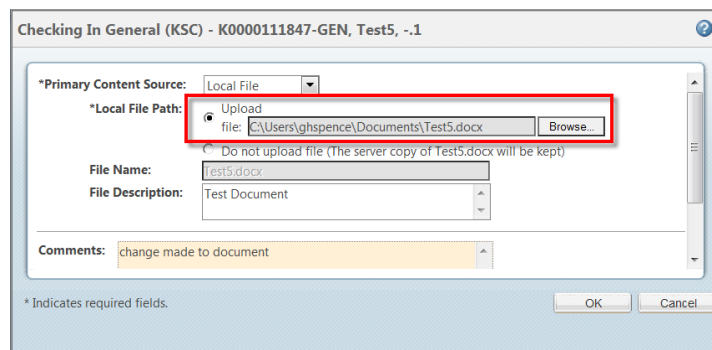 Checking In General (KSC) - K0000111847-GEN, Test5, -.1
*Primary Content Source: Local File
*Local File Path: Upload
file: C:\Users\ghspence\Documents\Test5.docx Browse...
Do not upload file (The server copy of Test5.docx will be kept)
File Name: Test5.docx
File Description: Test Document
Comments: change made to document
* Indicates required fields. OK Cancel